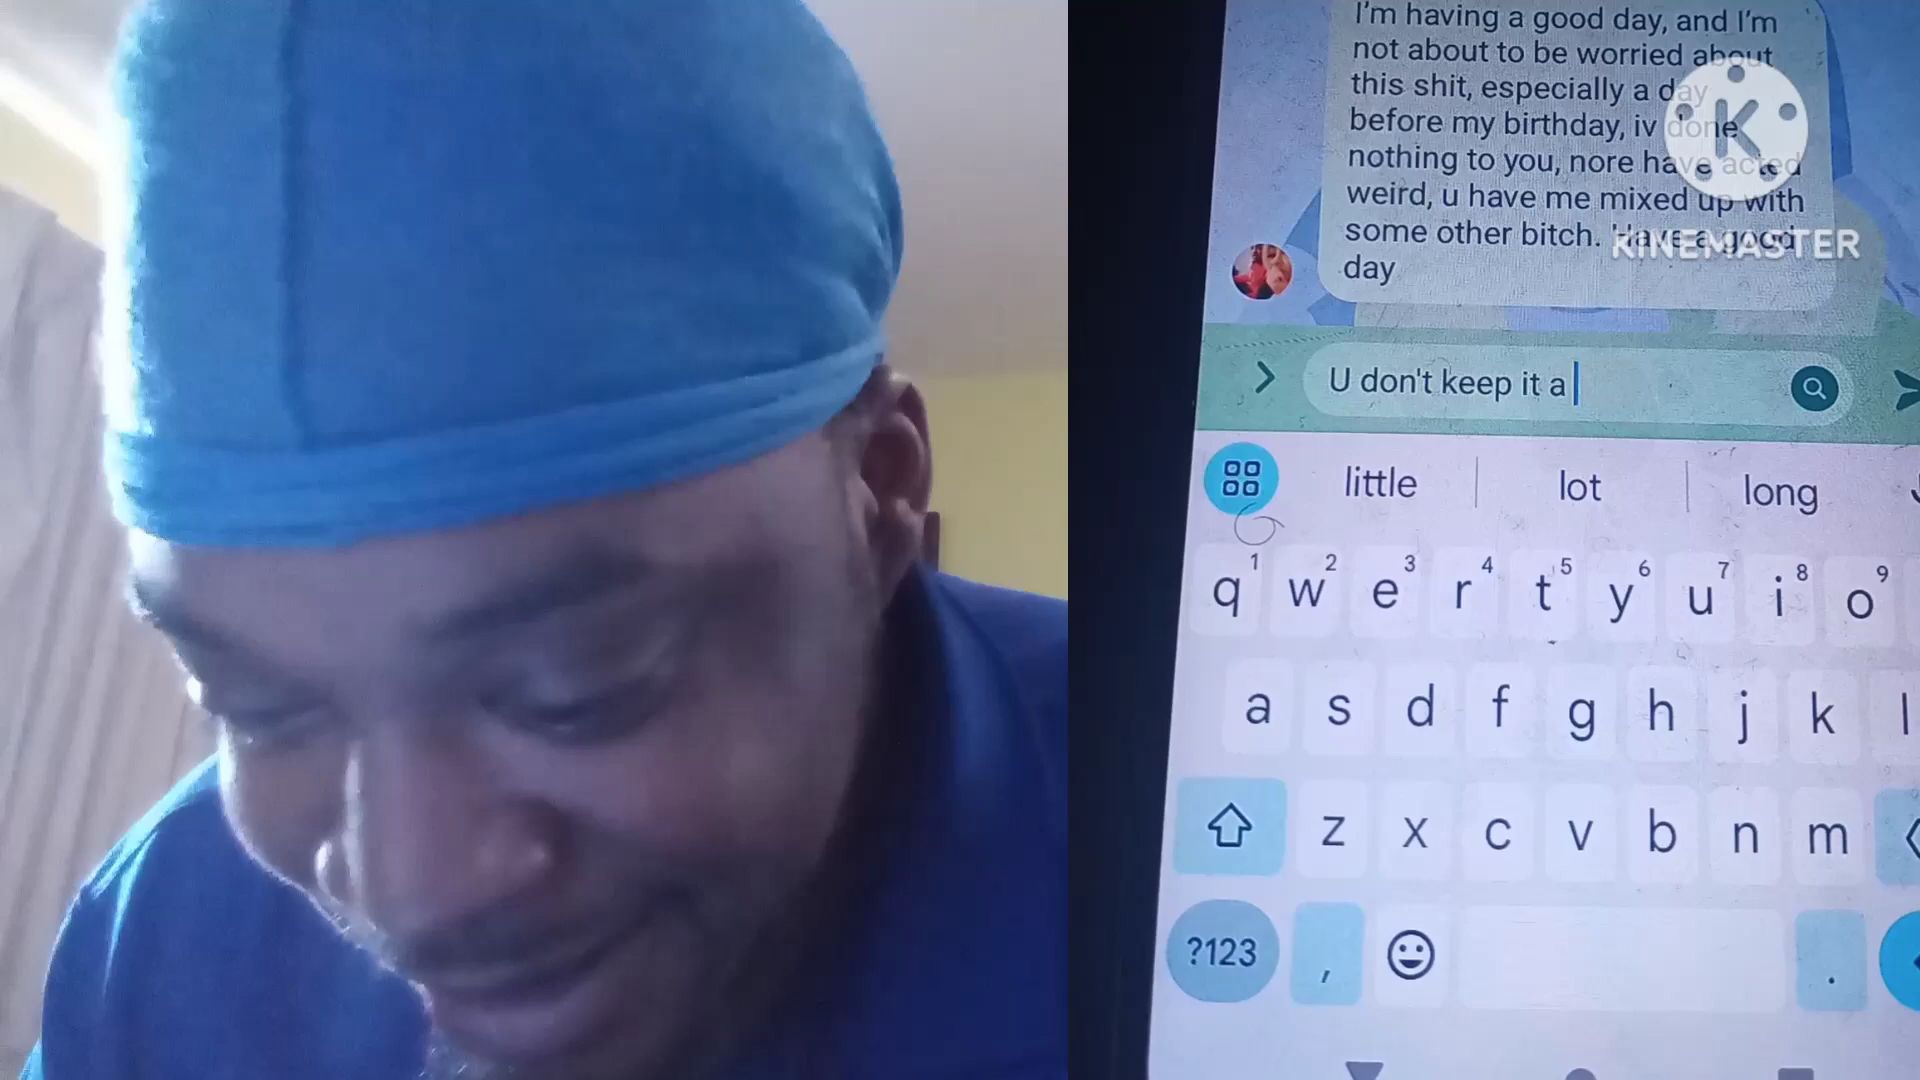 I'm having a good day, and I'm
not about to be worried about
this shit, especially a day
before my birthday, iv done
nothing to you, nore have acted
weird, u have me mixed up with
some other bitch. Have a good
day
K
KINEMASTER
U don't keep it a
little lot long
1 2 3 4 5 6 7 8 9
q w e r t y u i o
a s d f g h j k l
z x c v b n m
?123 , .